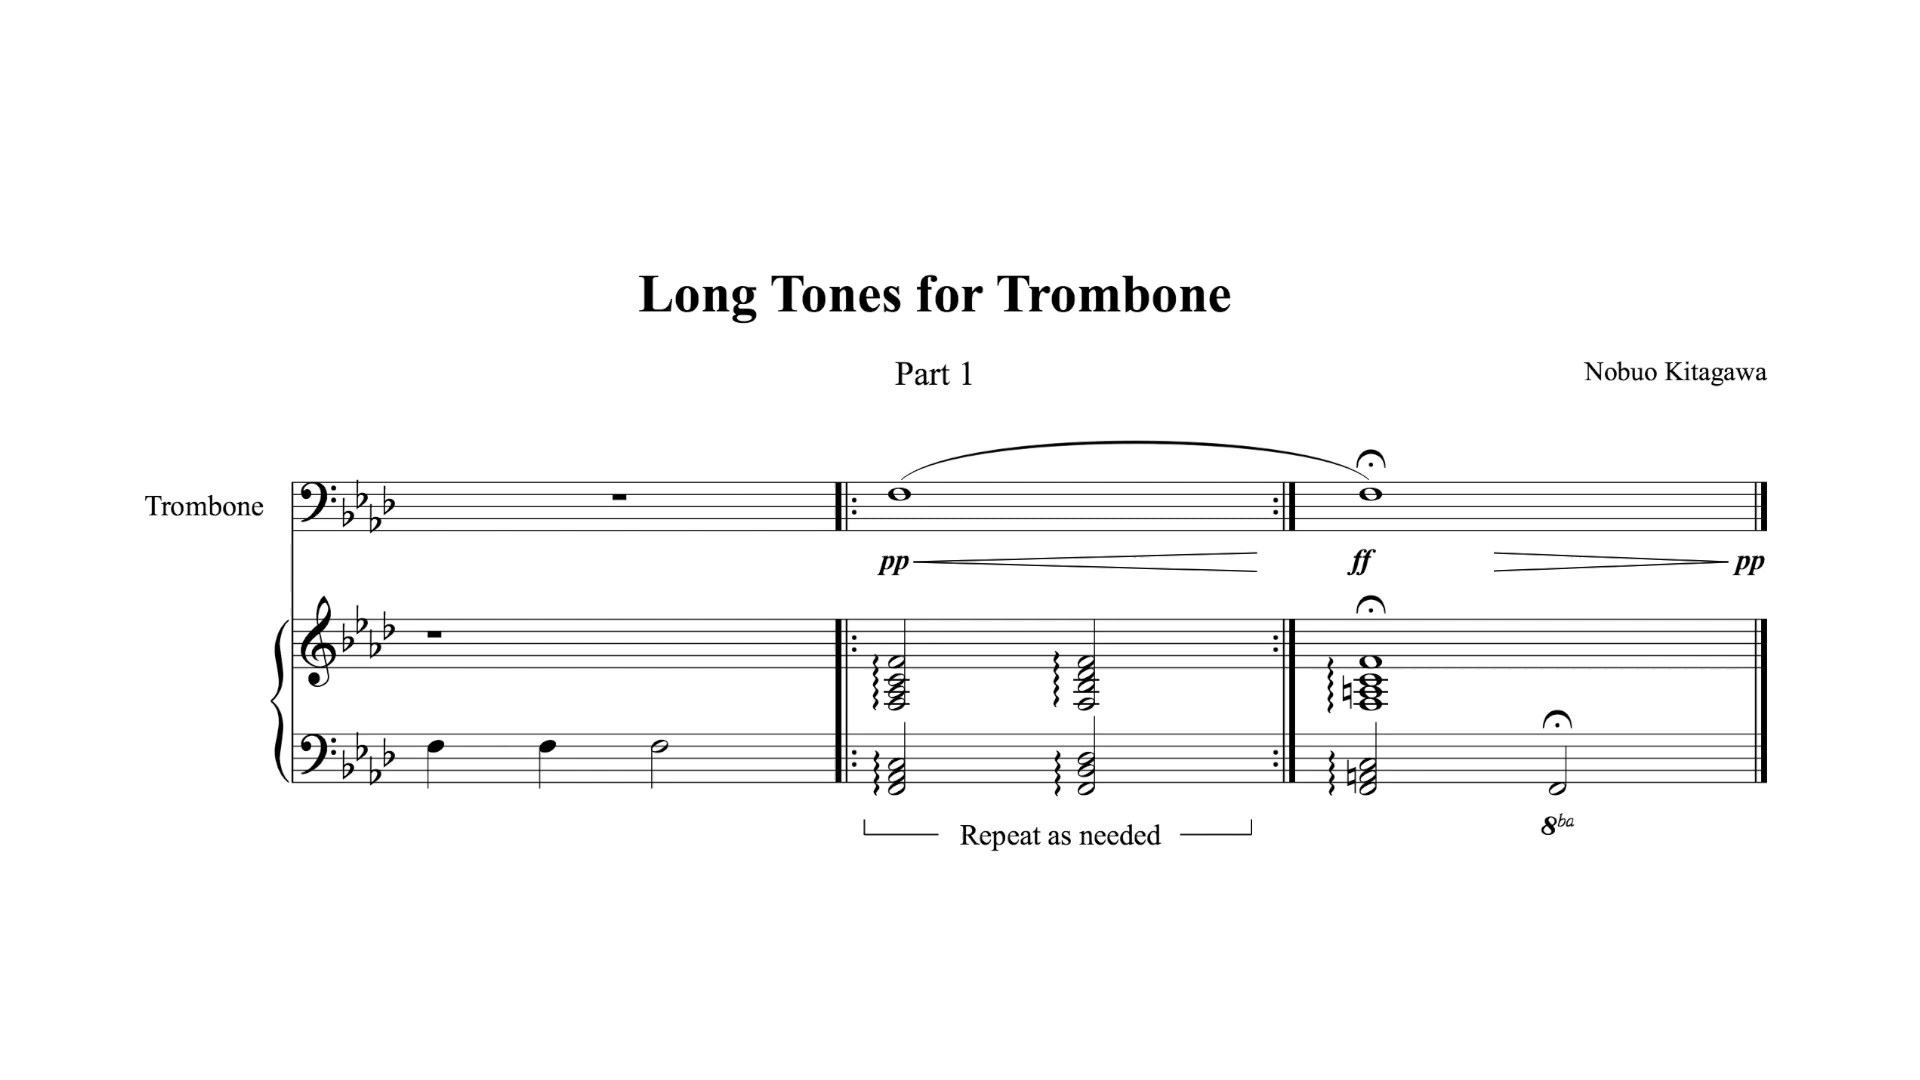 Long Tones for Trombone
Part 1
Nobuo Kitagawa
Trombone
pp
ff
pp
Repeat as needed
8ba